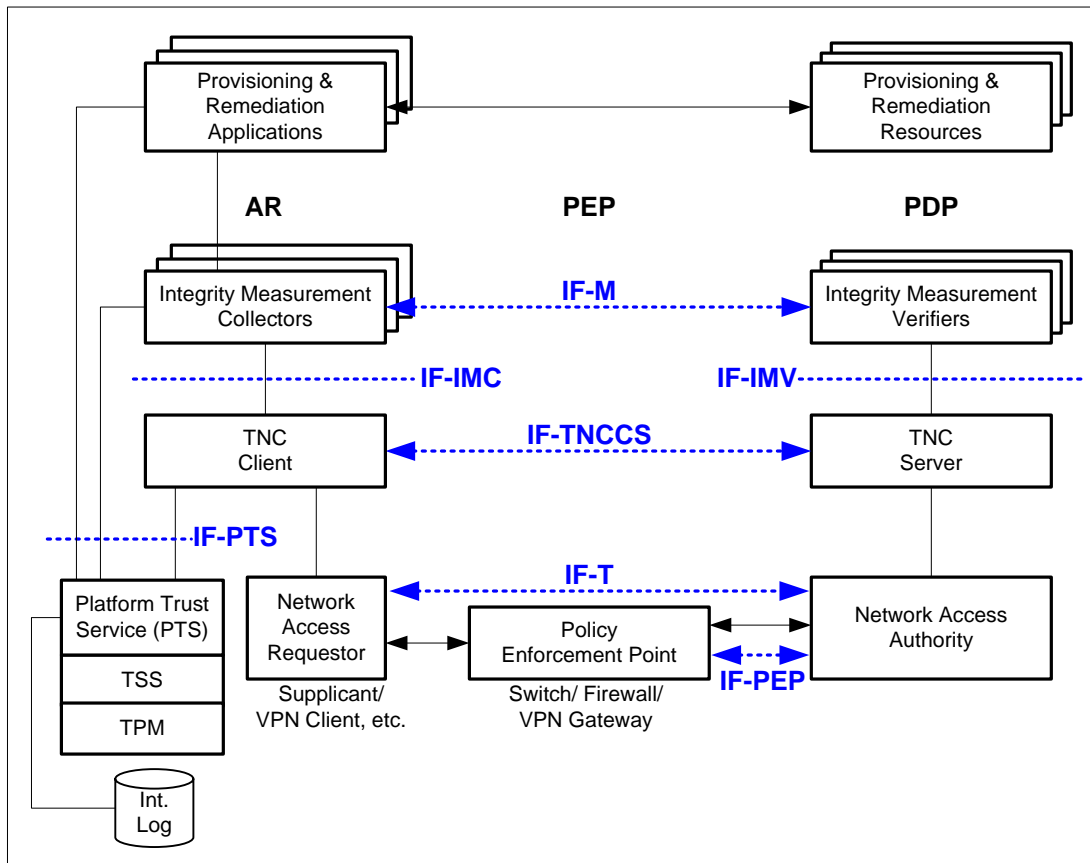 Provisioning &
Remediation
Applications
Provisioning &
Remediation
Resources
AR
PEP
PDP
Integrity Measurement
Collectors
IF-M
Integrity Measurement
Verifiers
IF-IMC
IF-IMV
TNC
Client
IF-TNCCS
TNC
Server
IF-PTS
Platform Trust
Service (PTS)
TSS
TPM
Int.
Log
Network
Access
Requestor
Supplicant/
VPN Client, etc.
IF-T
Policy
Enforcement Point
Switch/ Firewall/
VPN Gateway
IF-PEP
Network Access
Authority